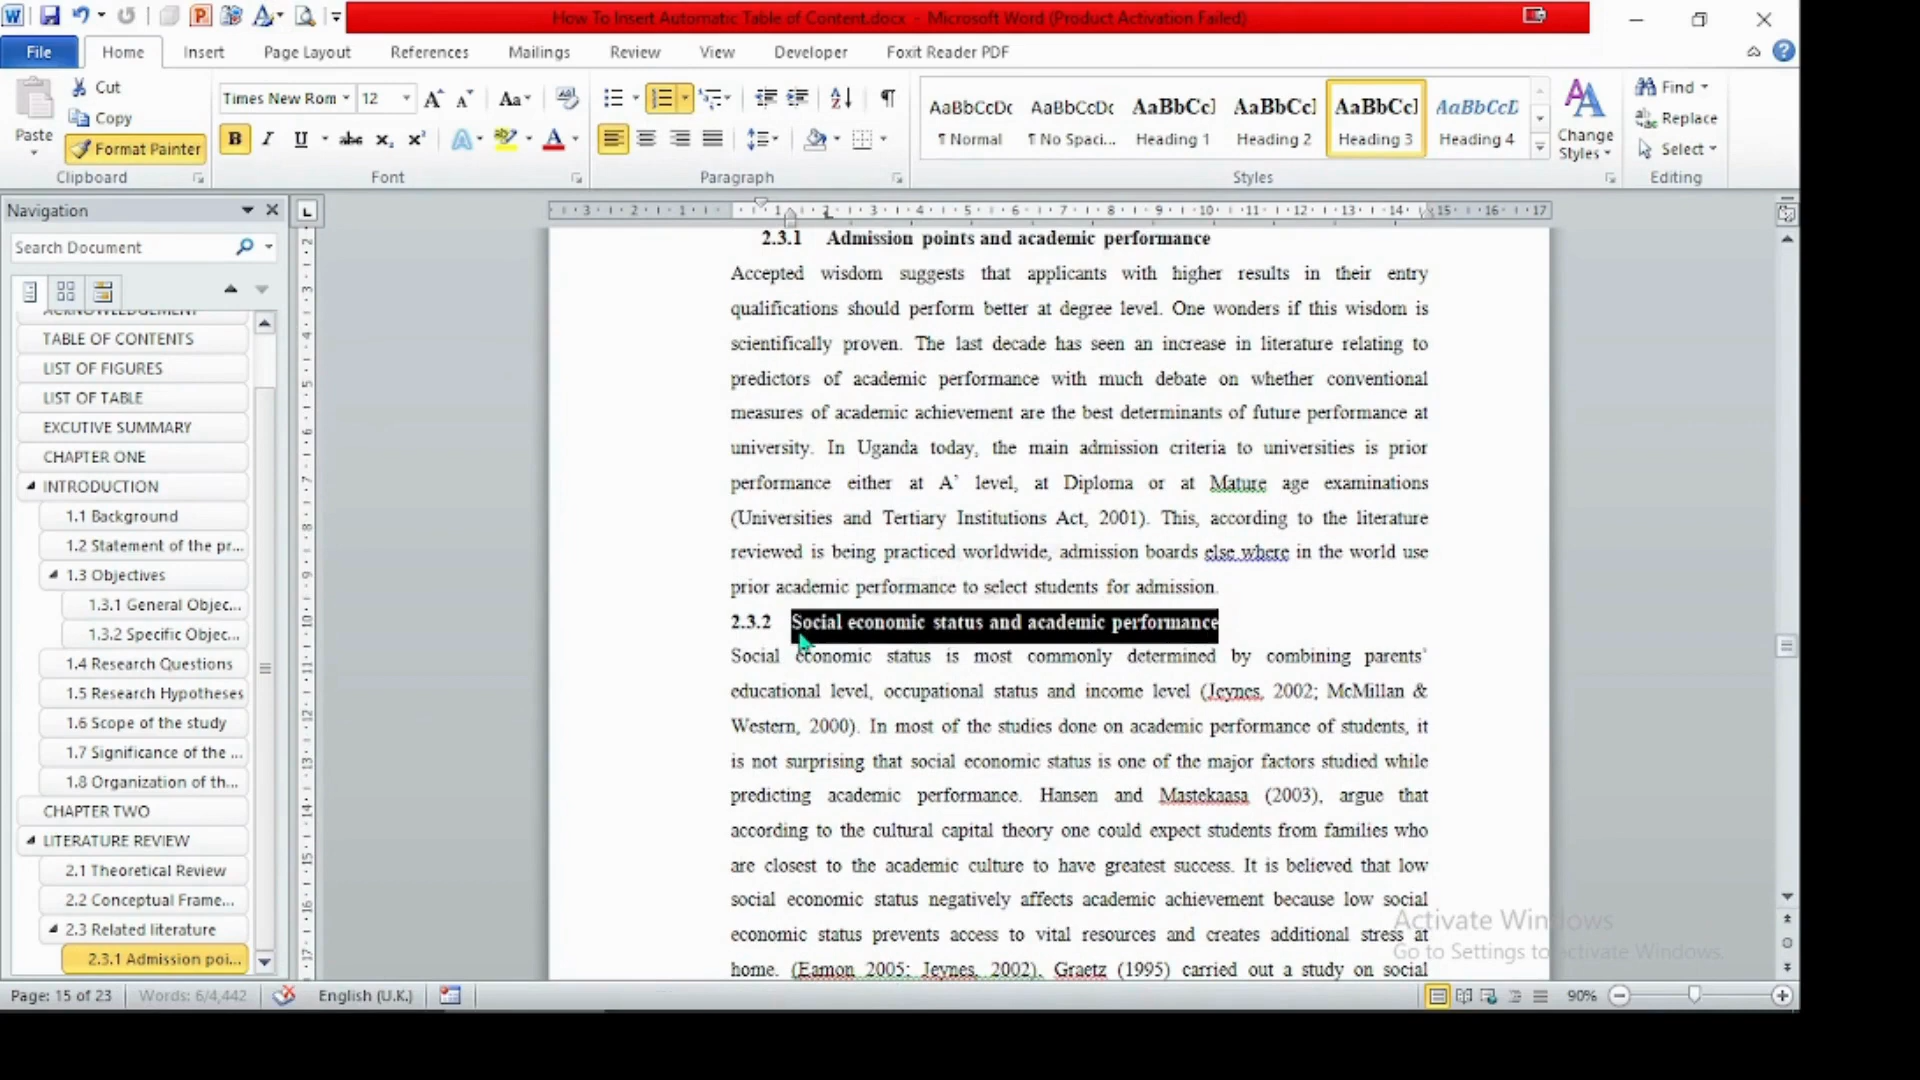 How To Insert Automatic Table of Content.docx - Microsoft Word (Product Activation Failed)
File Home Insert Page Layout References Mailings Review View Developer Foxit Reader PDF
Paste
Cut
Copy
Format Painter
Clipboard
Times New Rom 12
Font
Paragraph
AaBbCcDc AaBbCcDc AaBbCc] AaBbCc] AaBbCc] AaBbCcD
¶ Normal ¶ No Spaci... Heading 1 Heading 2 Heading 3 Heading 4
Styles
Change
Styles
Find
Replace
Select
Editing
Navigation
Search Document
ACKNOWLEDGEMENT
TABLE OF CONTENTS
LIST OF FIGURES
LIST OF TABLE
EXCUTIVE SUMMARY
CHAPTER ONE
INTRODUCTION
1.1 Background
1.2 Statement of the pr...
1.3 Objectives
1.3.1 General Objec...
1.3.2 Specific Objec...
1.4 Research Questions
1.5 Research Hypotheses
1.6 Scope of the study
1.7 Significance of the ...
1.8 Organization of th...
CHAPTER TWO
LITERATURE REVIEW
2.1 Theoretical Review
2.2 Conceptual Frame...
2.3 Related literature
2.3.1 Admission poi...
2.3.1 Admission points and academic performance
Accepted wisdom suggests that applicants with higher results in their entry
qualifications should perform better at degree level. One wonders if this wisdom is
scientifically proven. The last decade has seen an increase in literature relating to
predictors of academic performance with much debate on whether conventional
measures of academic achievement are the best determinants of future performance at
university. In Uganda today, the main admission criteria to universities is prior
performance either at A’ level, at Diploma or at Mature age examinations
(Universities and Tertiary Institutions Act, 2001). This, according to the literature
reviewed is being practiced worldwide, admission boards else where in the world use
prior academic performance to select students for admission.
2.3.2 Social economic status and academic performance
Social economic status is most commonly determined by combining parents’
educational level, occupational status and income level (Jeynes, 2002; McMillan &
Western, 2000). In most of the studies done on academic performance of students, it
is not surprising that social economic status is one of the major factors studied while
predicting academic performance. Hansen and Mastekaasa (2003), argue that
according to the cultural capital theory one could expect students from families who
are closest to the academic culture to have greatest success. It is believed that low
social economic status negatively affects academic achievement because low social
economic status prevents access to vital resources and creates additional stress at
home. (Eamon 2005; Jeynes, 2002). Graetz (1995) carried out a study on social
Activate Windows
Go to Settings to activate Windows.
Page: 15 of 23 Words: 6/4,442 English (U.K.) 90%